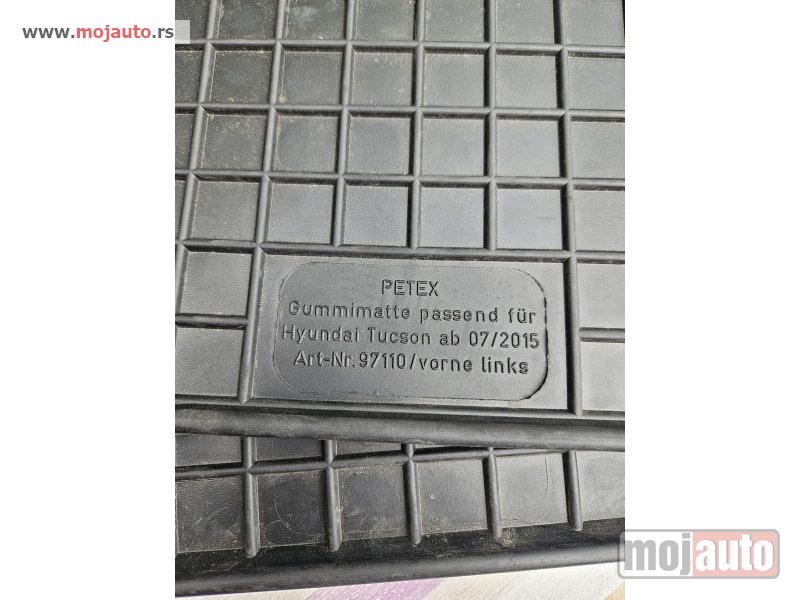 www.mojauto.rs
PETEX
Gummimatte passend für
Hyundai Tucson ab 07/2015
Art-Nr. 97110/vorne links
mojauto